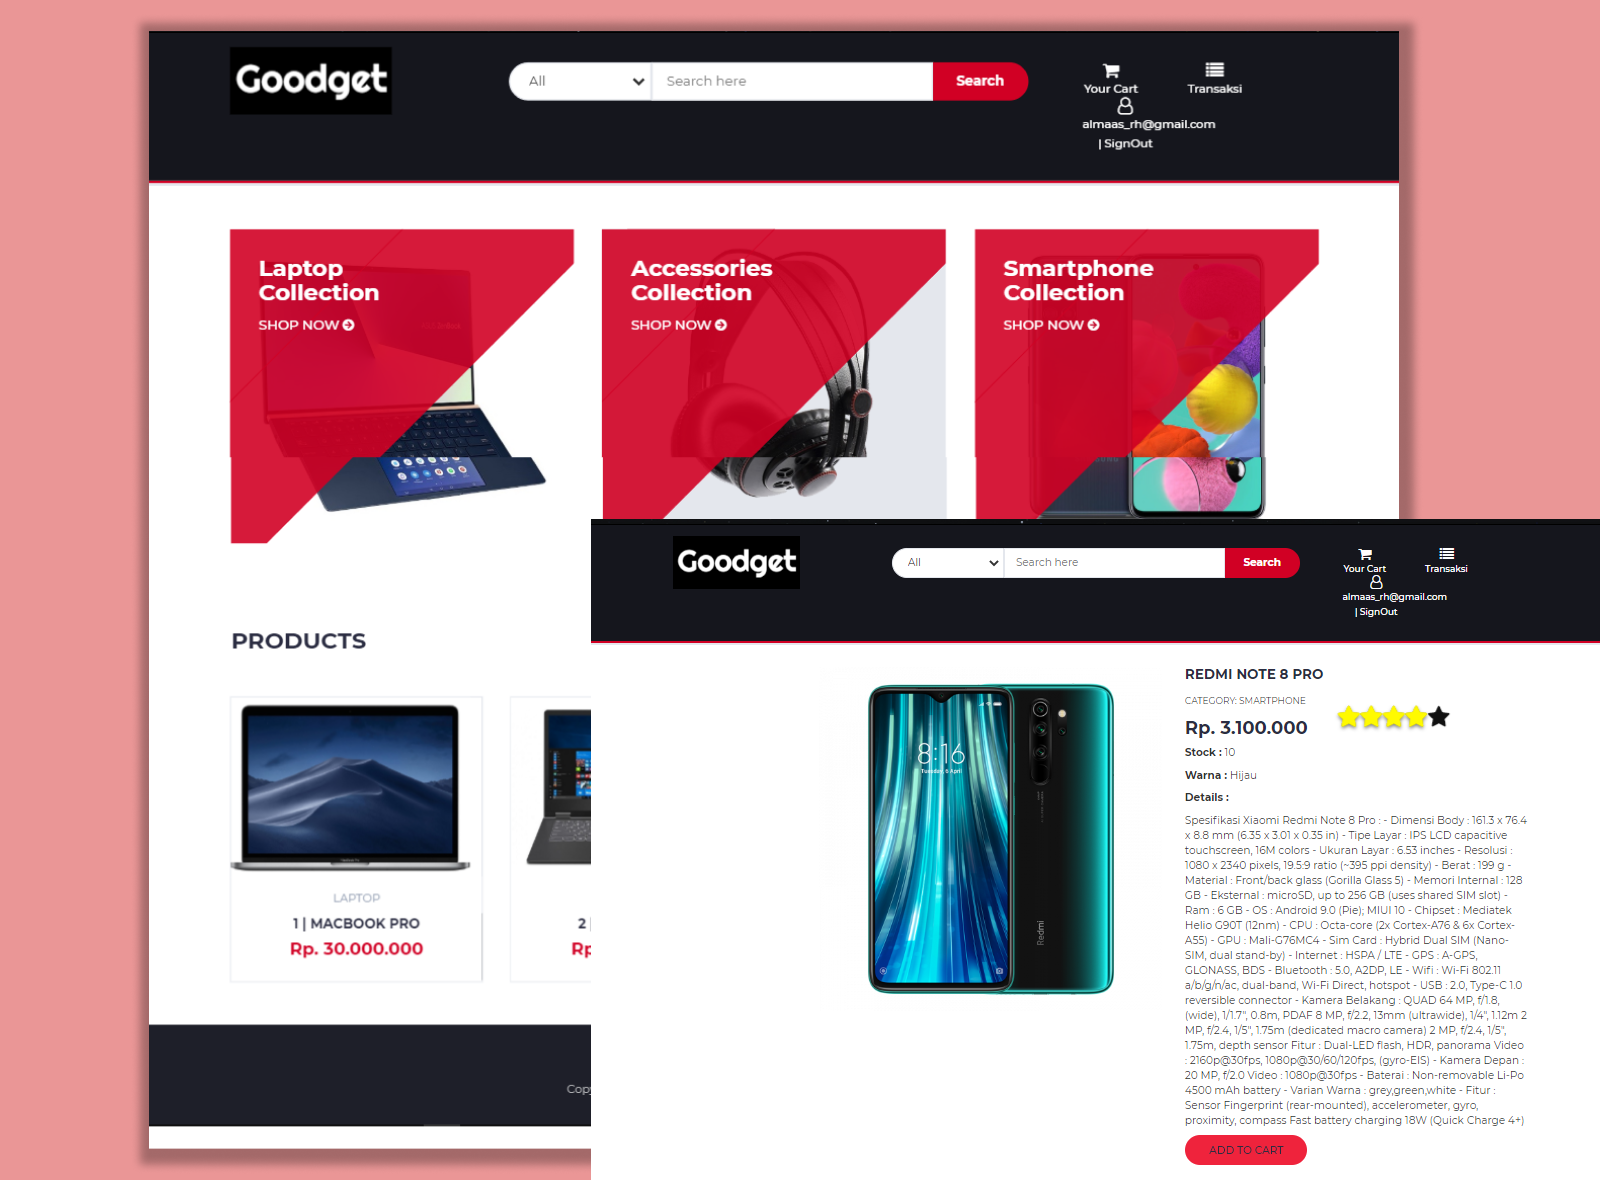 Goodget
All
Search here
Search
Your Cart
Transaksi
almaas_rh@gmail.com
| SignOut
Laptop
Collection
SHOP NOW
Accessories
Collection
SHOP NOW
Smartphone
Collection
SHOP NOW
PRODUCTS
LAPTOP
1 | MACBOOK PRO
Rp. 30.000.000
2 |
Rp
Copy
Goodget
All
Search here
Search
Your Cart
Transaksi
almaas_rh@gmail.com
| SignOut
8:16
Tuesday, 6 April
Redmi
REDMI NOTE 8 PRO
CATEGORY: SMARTPHONE
Rp. 3.100.000
Stock : 10
Warna : Hijau
Details :
Spesifikasi Xiaomi Redmi Note 8 Pro : - Dimensi Body : 161.3 x 76.4
x 8.8 mm (6.35 x 3.01 x 0.35 in) - Tipe Layar : IPS LCD capacitive
touchscreen, 16M colors - Ukuran Layar : 6.53 inches - Resolusi :
1080 x 2340 pixels, 19.5:9 ratio (~395 ppi density) - Berat : 199 g -
Material : Front/back glass (Gorilla Glass 5) - Memori Internal : 128
GB - Eksternal : microSD, up to 256 GB (uses shared SIM slot) -
Ram : 6 GB - OS : Android 9.0 (Pie); MIUI 10 - Chipset : Mediatek
Helio G90T (12nm) - CPU : Octa-core (2x Cortex-A76 & 6x Cortex-
A55) - GPU : Mali-G76MC4 - Sim Card : Hybrid Dual SIM (Nano-
SIM, dual stand-by) - Internet : HSPA / LTE - GPS : A-GPS,
GLONASS, BDS - Bluetooth : 5.0, A2DP, LE - Wifi : Wi-Fi 802.11
a/b/g/n/ac, dual-band, Wi-Fi Direct, hotspot - USB : 2.0, Type-C 1.0
reversible connector - Kamera Belakang : QUAD 64 MP, f/1.8,
(wide), 1/1.7", 0.8m, PDAF 8 MP, f/2.2, 13mm (ultrawide), 1/4", 1.12m 2
MP, f/2.4, 1/5", 1.75m (dedicated macro camera) 2 MP, f/2.4, 1/5",
1.75m, depth sensor Fitur : Dual-LED flash, HDR, panorama Video
: 2160p@30fps, 1080p@30/60/120fps, (gyro-EIS) - Kamera Depan :
20 MP, f/2.0 Video : 1080p@30fps - Baterai : Non-removable Li-Po
4500 mAh battery - Varian Warna : grey,green,white - Fitur :
Sensor Fingerprint (rear-mounted), accelerometer, gyro,
proximity, compass Fast battery charging 18W (Quick Charge 4+)
ADD TO CART